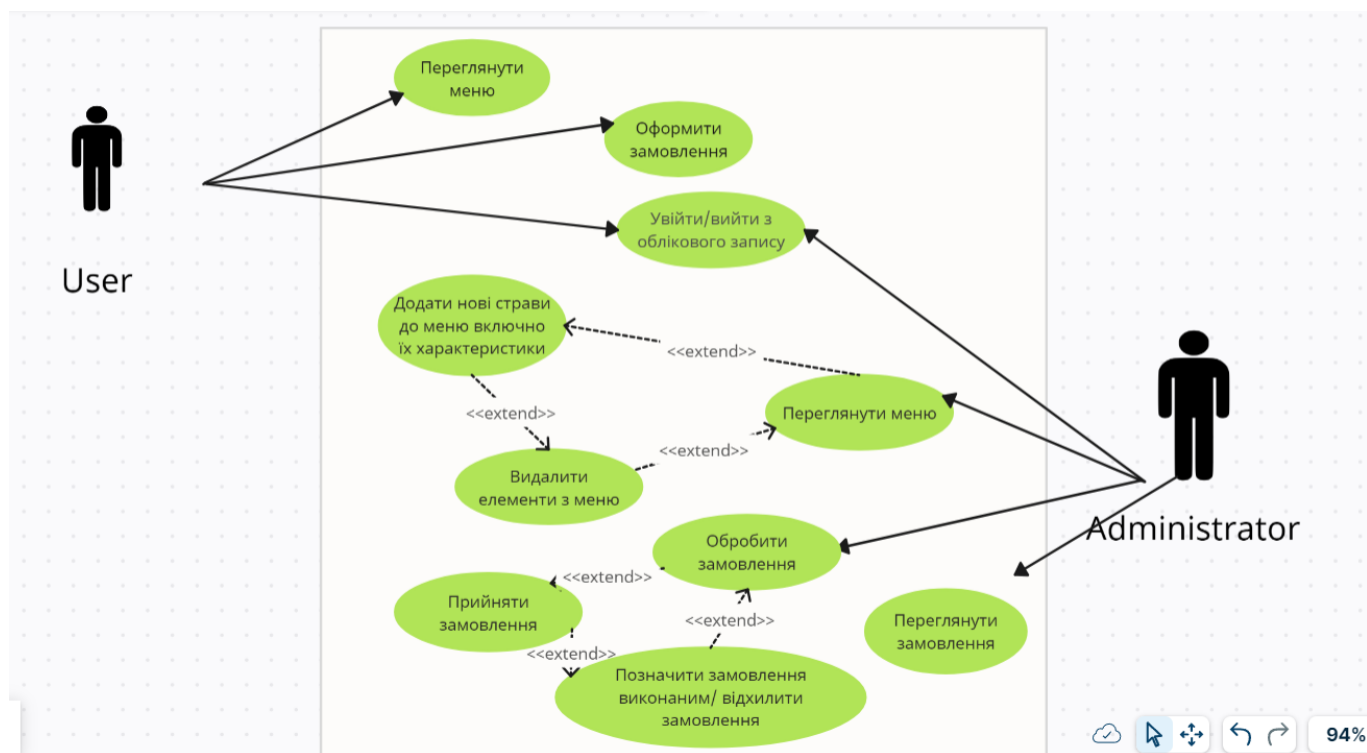 Переглянути
меню
Оформити
замовлення
Увійти/вийти з
облікового запису
User
Додати нові страви
до меню включно
їх характеристики
<<extend>>
<<extend>>
Переглянути меню
<<extend>>
Видалити
елементи з меню
Administrator
Обробити
замовлення
<<extend>>
Прийняти
замовлення
<<extend>>
Переглянути
замовлення
<<extend>>
Позначити замовлення
виконаним/ відхилити
замовлення
94%